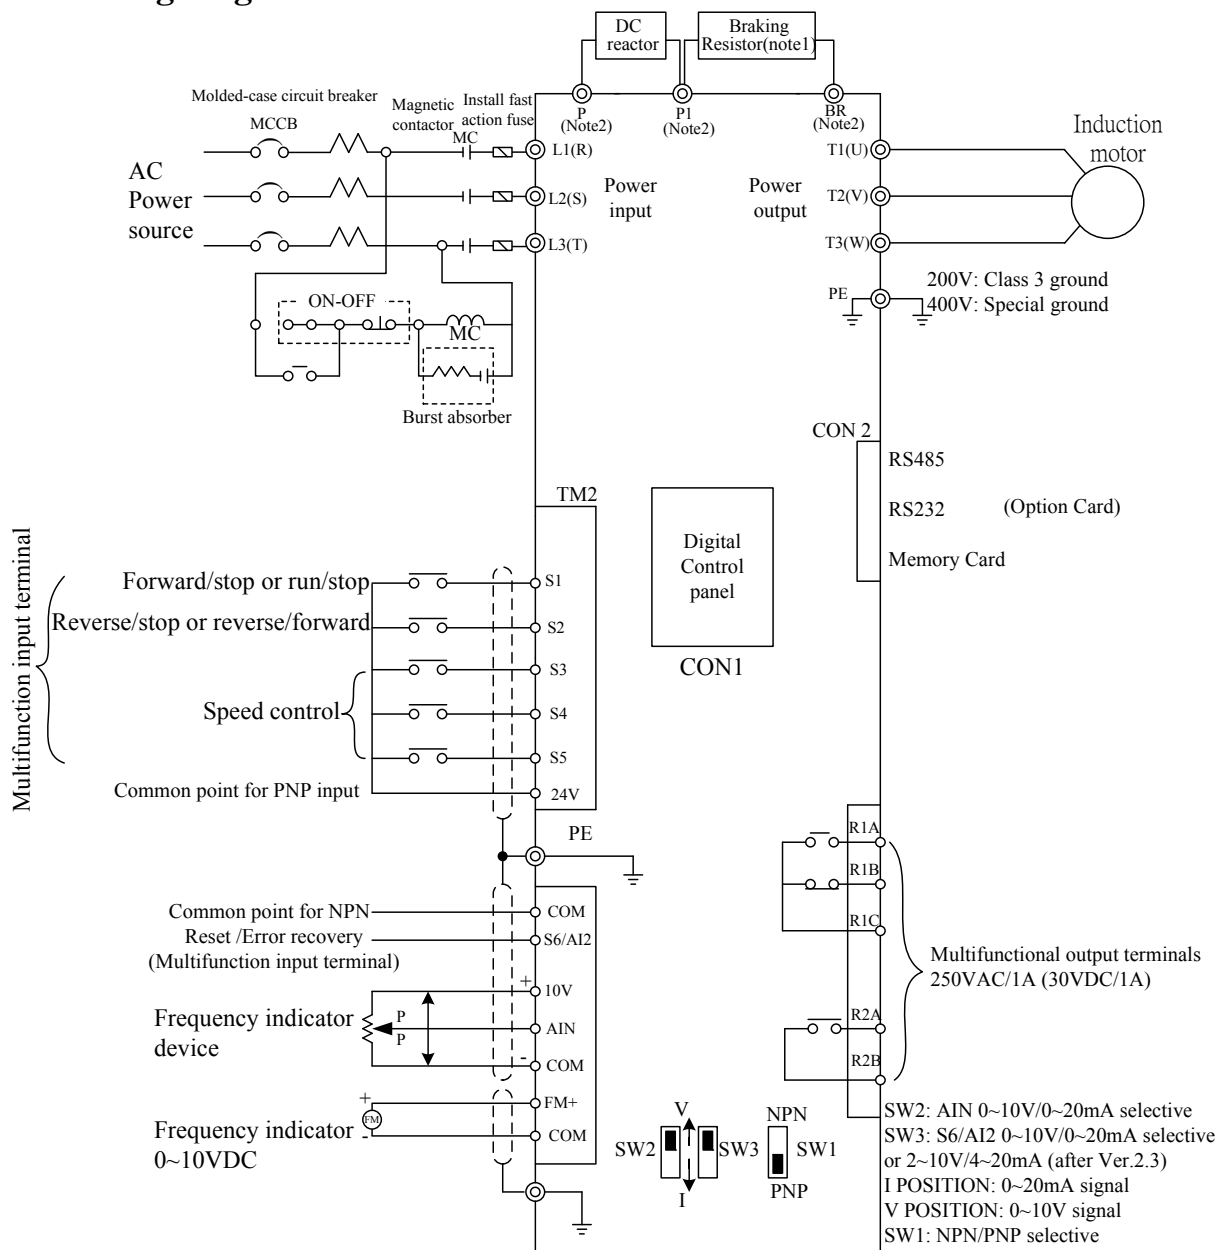 DC
reactor
Braking
Resistor(note1)
Molded-case circuit breaker
MCCB
Magnetic
contactor
MC
Install fast
action fuse
P
(Note2)
P1
(Note2)
BR
(Note2)
AC
Power
source
L1(R)
L2(S)
L3(T)
Power
input
Power
output
T1(U)
T2(V)
T3(W)
Induction
motor
PE
200V: Class 3 ground
400V: Special ground
ON-OFF
MC
Burst absorber
CON 2
RS485
RS232
(Option Card)
Memory Card
TM2
Digital
Control
panel
CON1
Multifunction input terminal
Forward/stop or run/stop
S1
Reverse/stop or reverse/forward
S2
S3
Speed control
S4
S5
Common point for PNP input
24V
PE
Common point for NPN
COM
Reset /Error recovery
(Multifunction input terminal)
S6/AI2
+
10V
Frequency indicator
device
P
P
AIN
-
COM
Frequency indicator
0~10VDC
+
FM
-
FM+
COM
R1A
R1B
R1C
R2A
R2B
Multifunctional output terminals
250VAC/1A (30VDC/1A)
V
SW2
SW3
I
NPN
SW1
PNP
SW2: AIN 0~10V/0~20mA selective
SW3: S6/AI2 0~10V/0~20mA selective
or 2~10V/4~20mA (after Ver.2.3)
I POSITION: 0~20mA signal
V POSITION: 0~10V signal
SW1: NPN/PNP selective